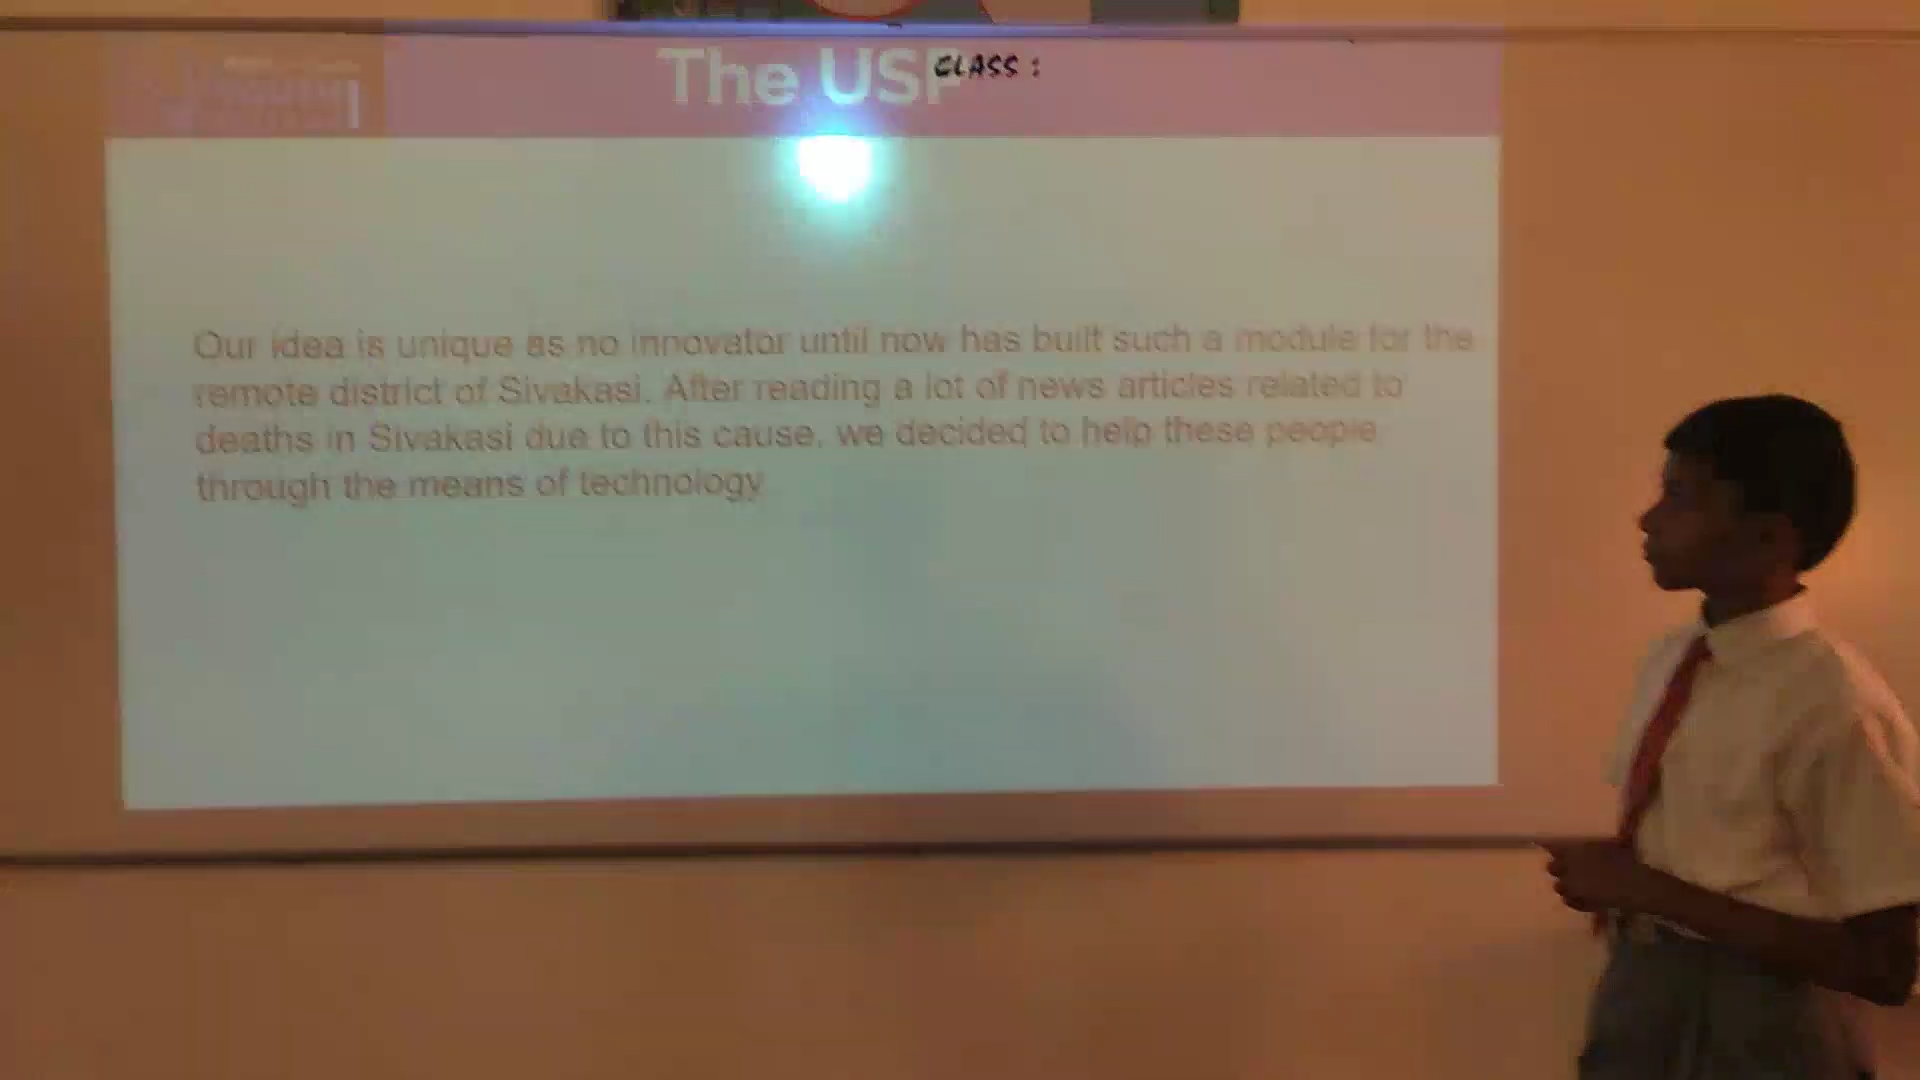 The USP
CLASS :
Our idea is unique as no innovator until now has built such a module for the
remote district of Sivakasi. After reading a lot of news articles related to
deaths in Sivakasi due to this cause, we decided to help these people
through the means of technology